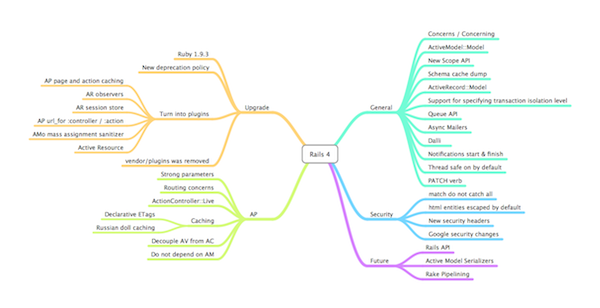 Rails 4
Upgrade
Ruby 1.9.3
New deprecation policy
Turn into plugins
AP page and action caching
AR observers
AR session store
AP url_for :controller / :action
AMo mass assignment sanitizer
Active Resource
vendor/plugins was removed
AP
Strong parameters
Routing concerns
ActionController::Live
Caching
Declarative ETags
Russian doll caching
Decouple AV from AC
Do not depend on AM
General
Concerns / Concerning
ActiveModel::Model
New Scope API
Schema cache dump
ActiveRecord::Model
Support for specifying transaction isolation level
Queue API
Async Mailers
Dalli
Notifications start & finish
Thread safe on by default
PATCH verb
Security
match do not catch all
html entities escaped by default
New security headers
Google security changes
Future
Rails API
Active Model Serializers
Rake Pipelining